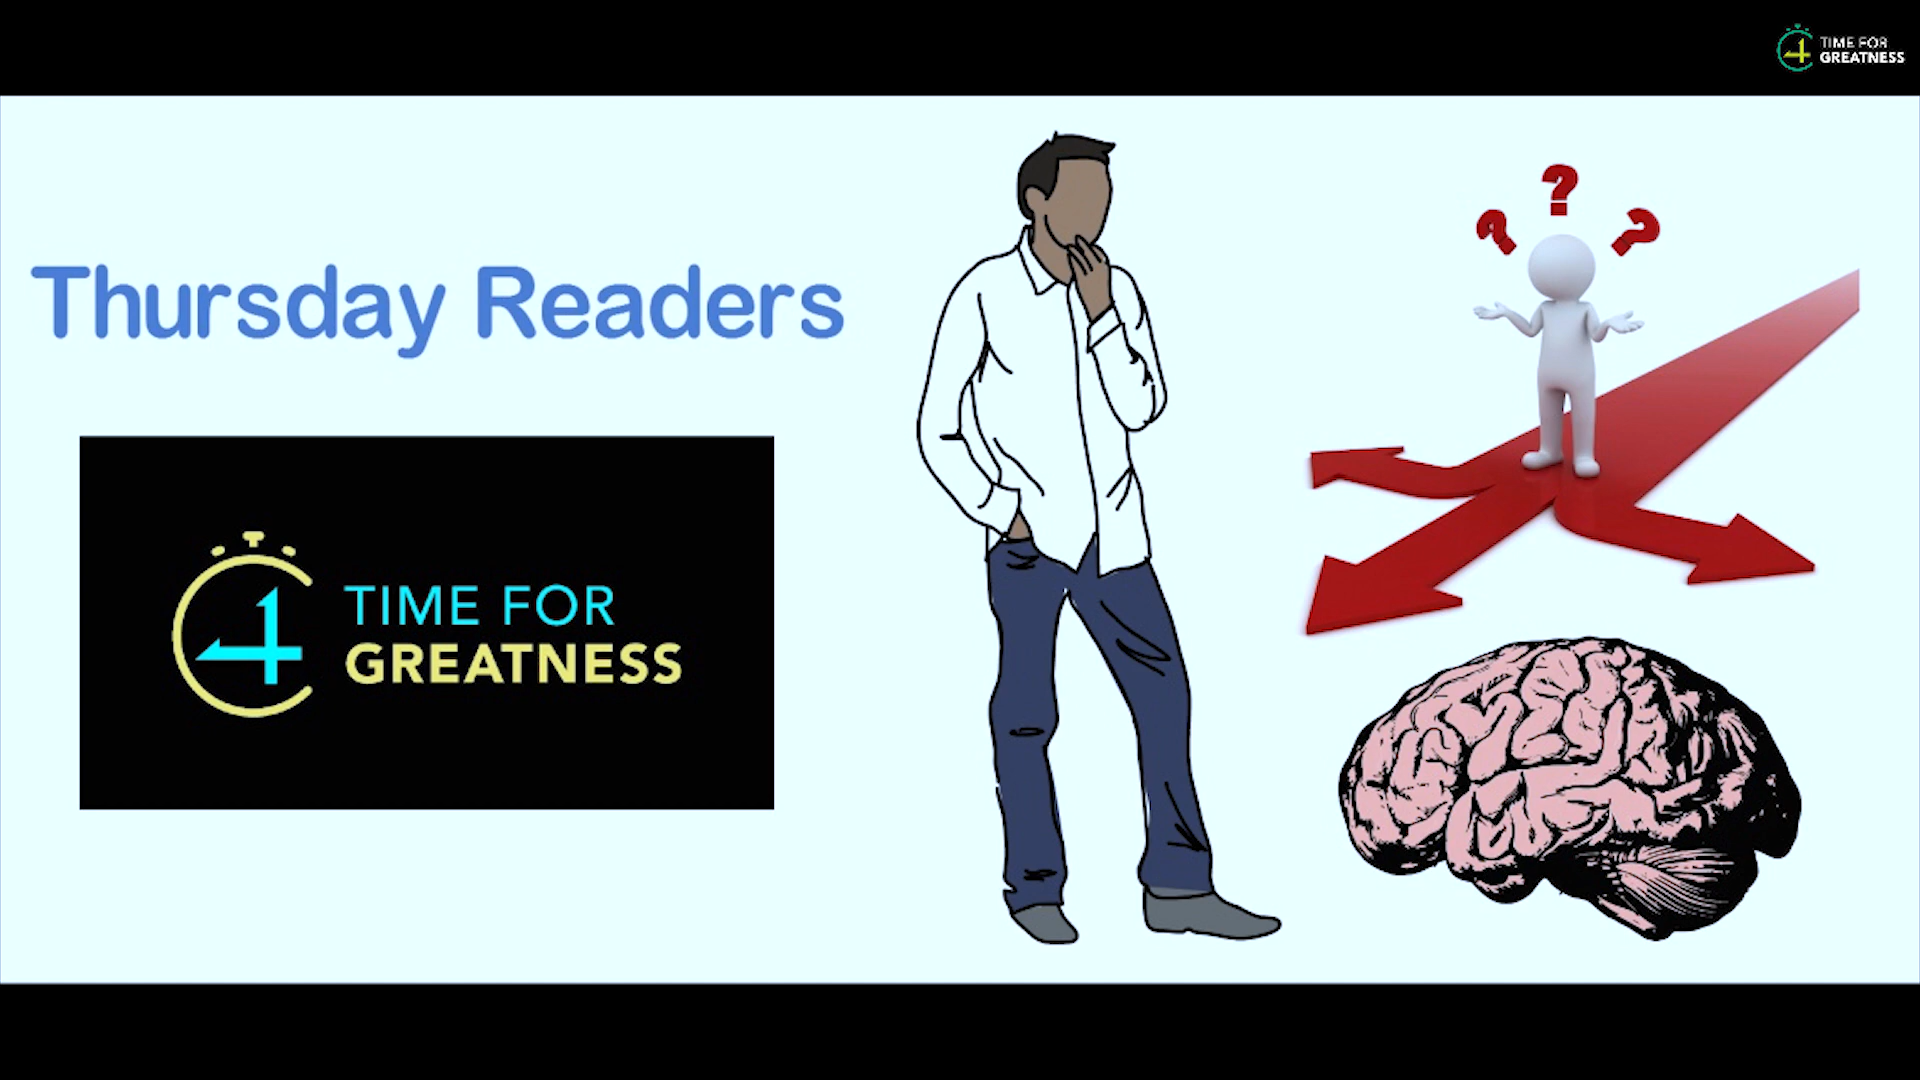 TIME FOR
GREATNESS
Thursday Readers
TIME FOR
GREATNESS
? ? ?